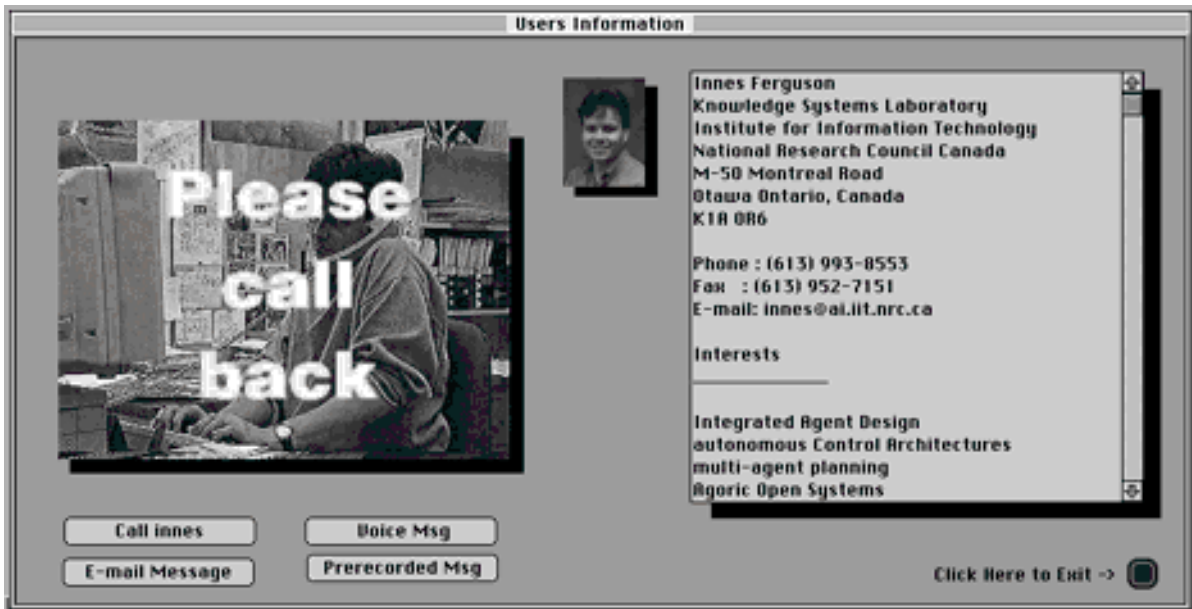 Users Information
Please
call
back
Innes Ferguson
Knowledge Systems Laboratory
Institute for Information Technology
National Research Council Canada
M-50 Montreal Road
Otawa Ontario, Canada
K1A 0R6
Phone : (613) 993-8553
Fax : (613) 952-7151
E-mail: innes@ai.iit.nrc.ca
Interests
Integrated Agent Design
autonomous Control Architectures
multi-agent planning
Agoric Open Systems
Call innes
Voice Msg
E-mail Message
Prerecorded Msg
Click Here to Exit ->